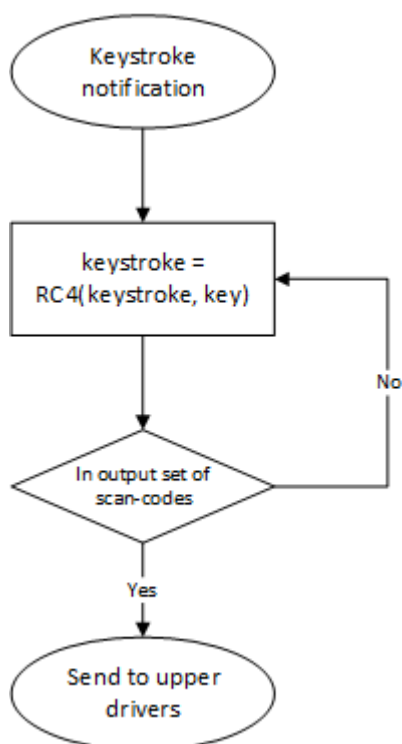 Keystroke
notification
keystroke =
RC4(keystroke, key)
No
In output set of
scan-codes
Yes
Send to upper
drivers